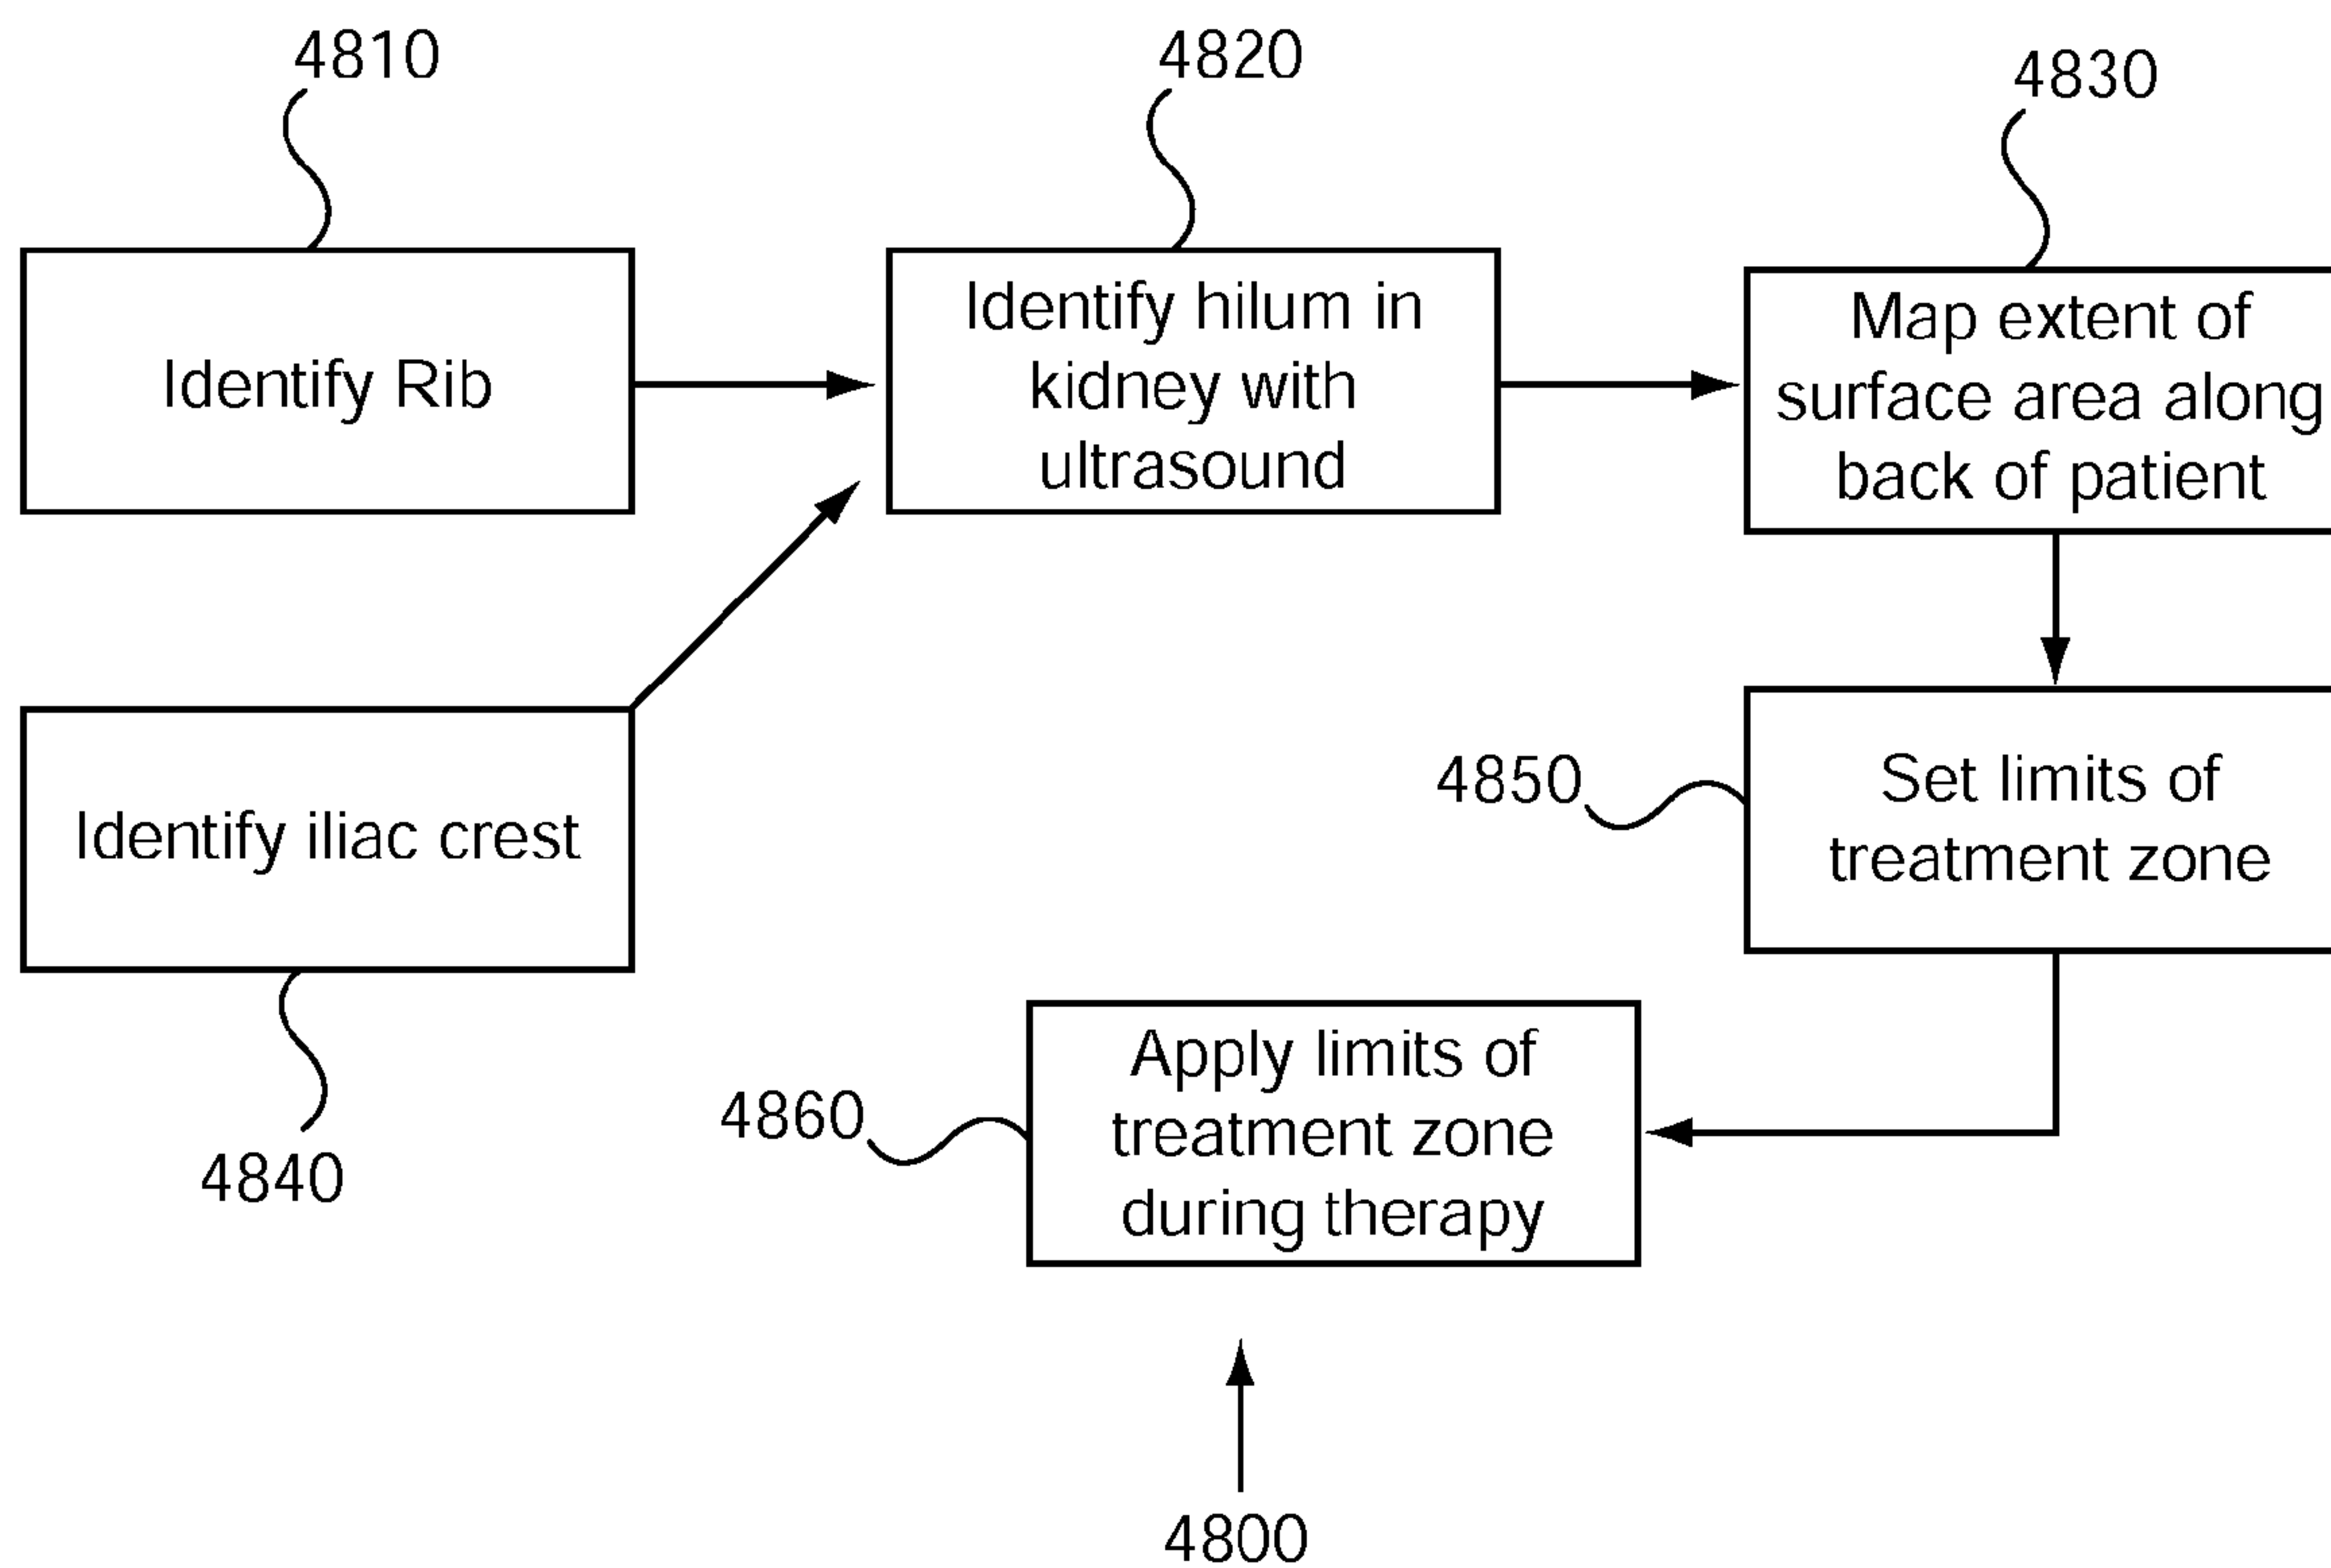 4810
4820
4830
Identify Rib
Identify hilum in
kidney with
ultrasound
Map extent of
surface area along
back of patient
Identify iliac crest
4840
4850
Set limits of
treatment zone
4860
Apply limits of
treatment zone
during therapy
4800